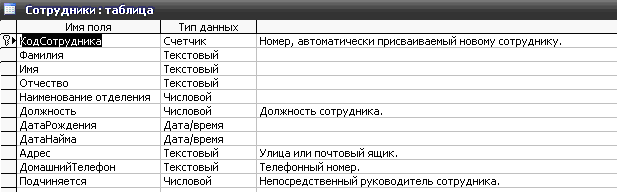 Сотрудники : таблица
Имя поля Тип данных
КодСотрудника Счетчик Номер, автоматически присваиваемый новому сотруднику.
Фамилия Текстовый
Имя Текстовый
Отчество Текстовый
Наименование отделения Числовой
Должность Числовой Должность сотрудника.
ДатаРождения Дата/время
ДатаНайма Дата/время
Адрес Текстовый Улица или почтовый ящик.
ДомашнийТелефон Текстовый Телефонный номер.
Подчиняется Числовой Непосредственный руководитель сотрудника.